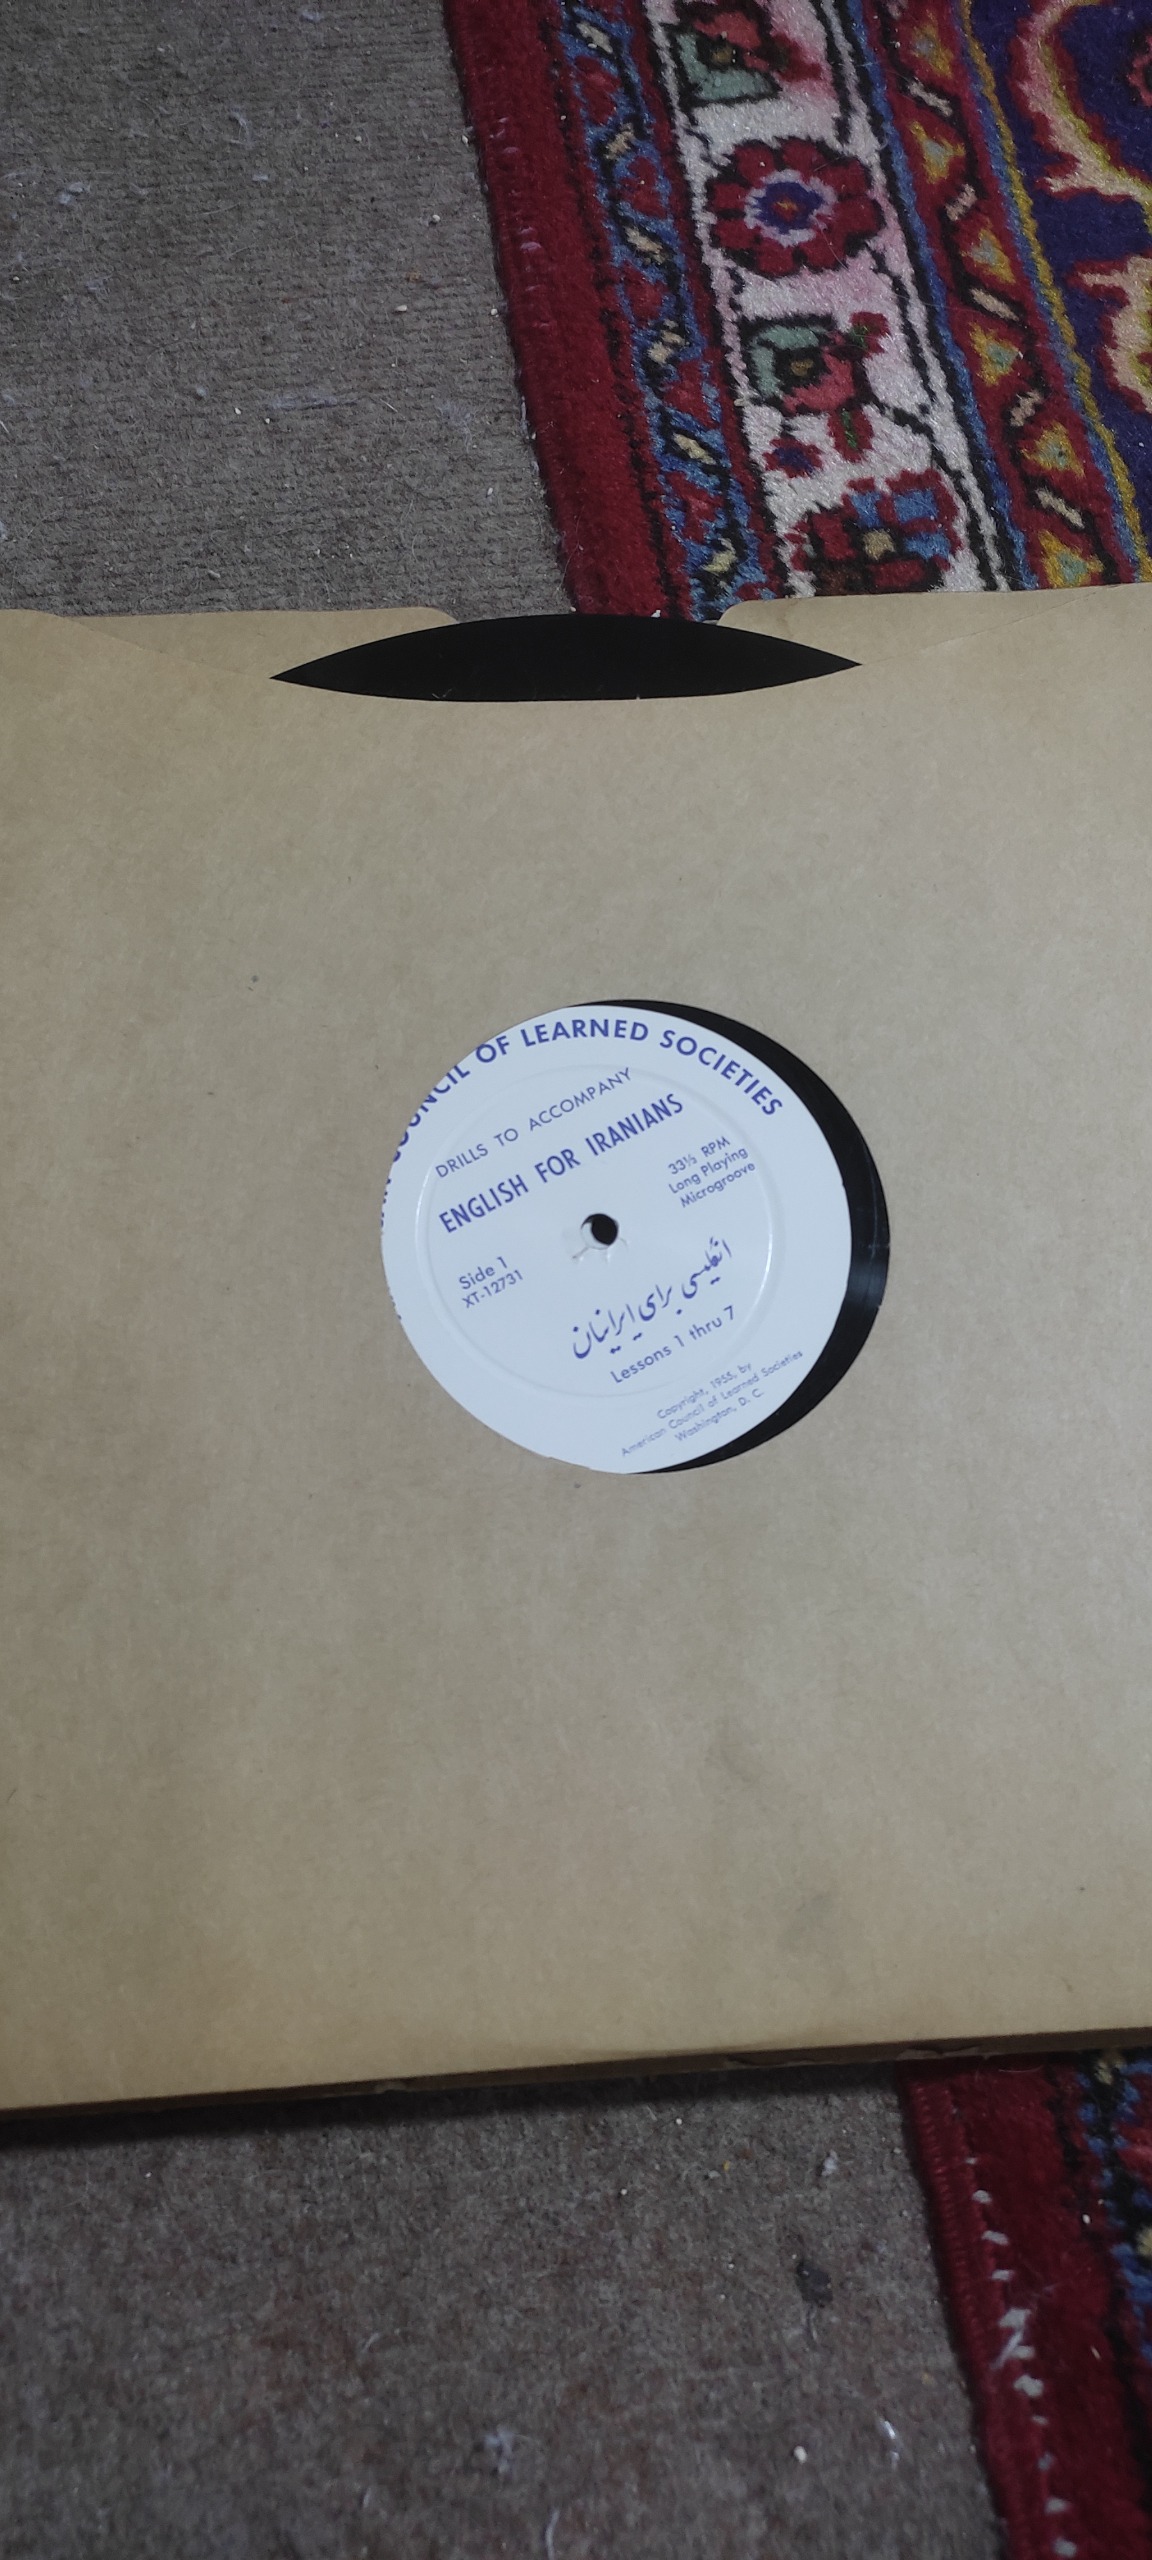 COUNCIL OF LEARNED SOCIETIES
DRILLS TO ACCOMPANY
ENGLISH FOR IRANIANS
33⅓ RPM
Long Playing
Microgroove
Side 1
XT-12731
انگلیسی برای ایرانیان
Lessons 1 thru 7
Copyright, 1955, by
American Council of Learned Societies
Washington, D. C.